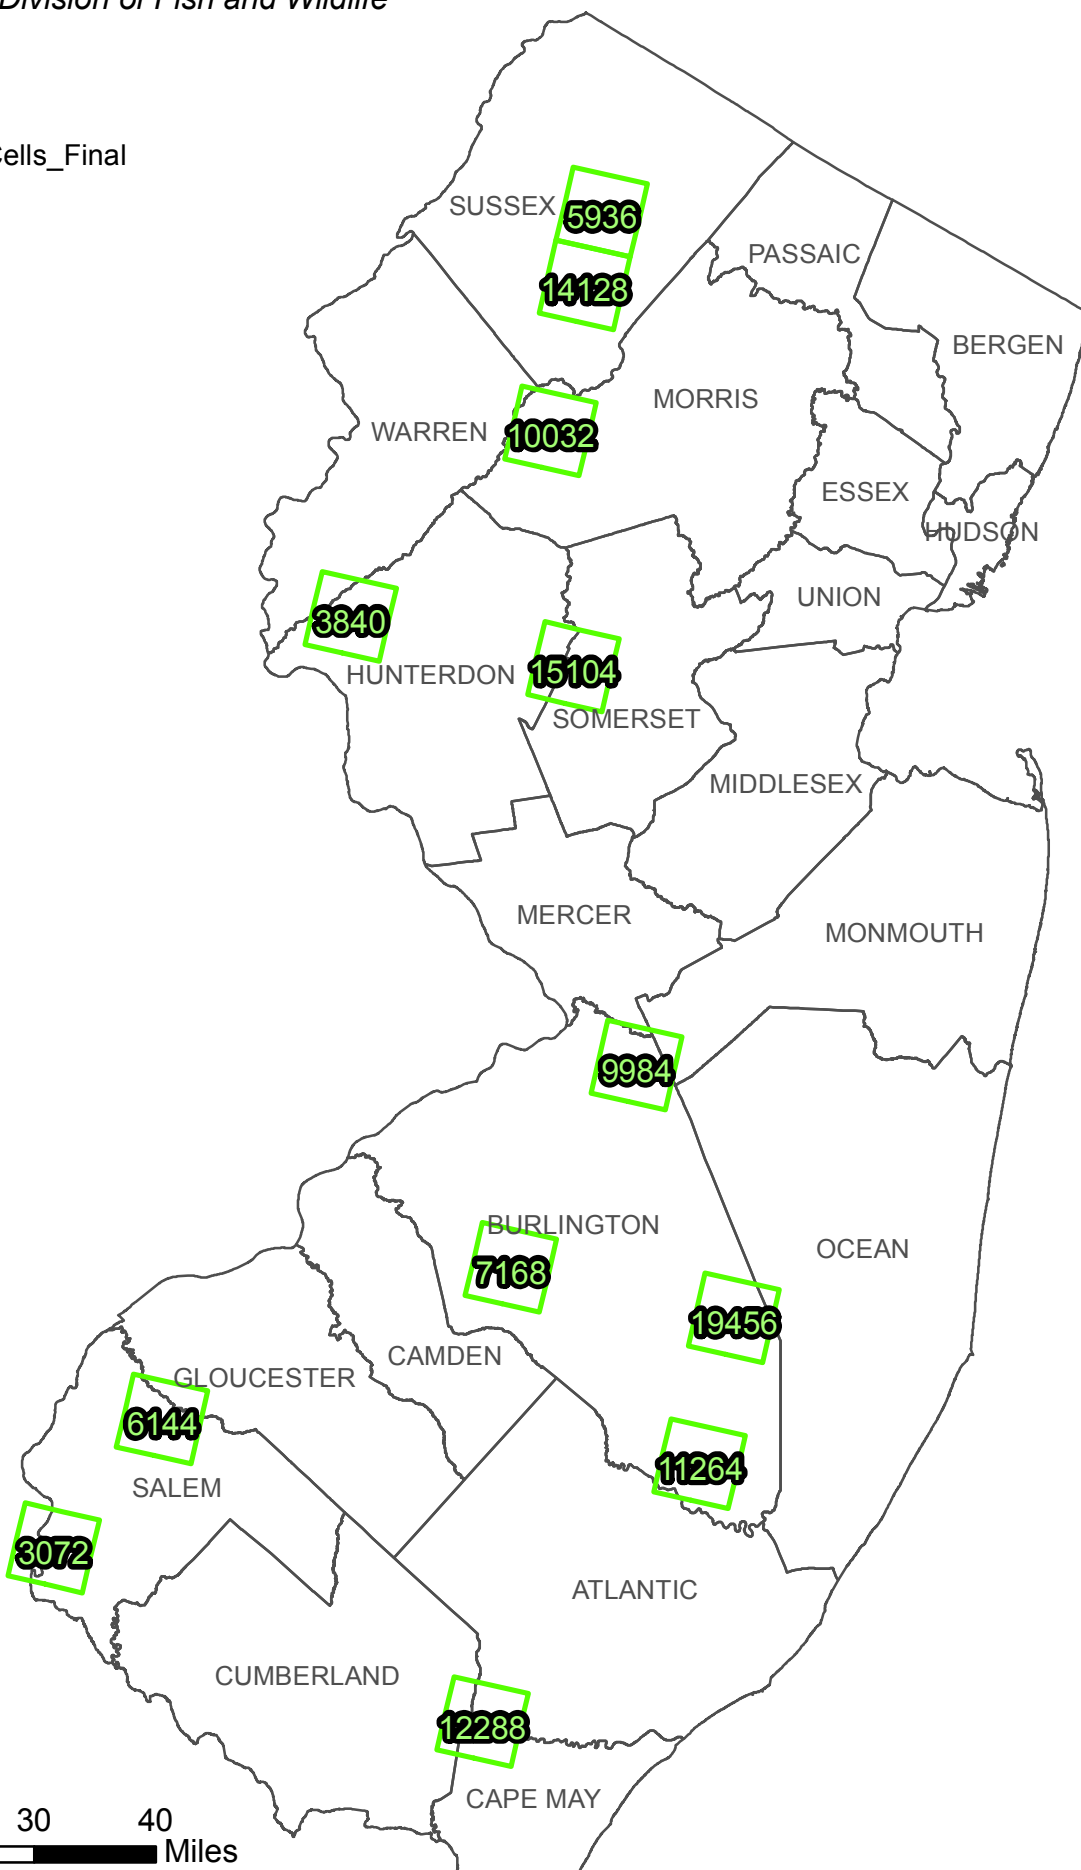 Division of Fish and Wildlife
Cells_Final
SUSSEX
5936
PASSAIC
14128
BERGEN
MORRIS
WARREN
10032
ESSEX
HUDSON
UNION
3840
HUNTERDON
15104
SOMERSET
MIDDLESEX
MERCER
MONMOUTH
9984
BURLINGTON
OCEAN
7168
19456
CAMDEN
GLOUCESTER
6144
11264
SALEM
3072
ATLANTIC
CUMBERLAND
12288
CAPE MAY
30 40
Miles